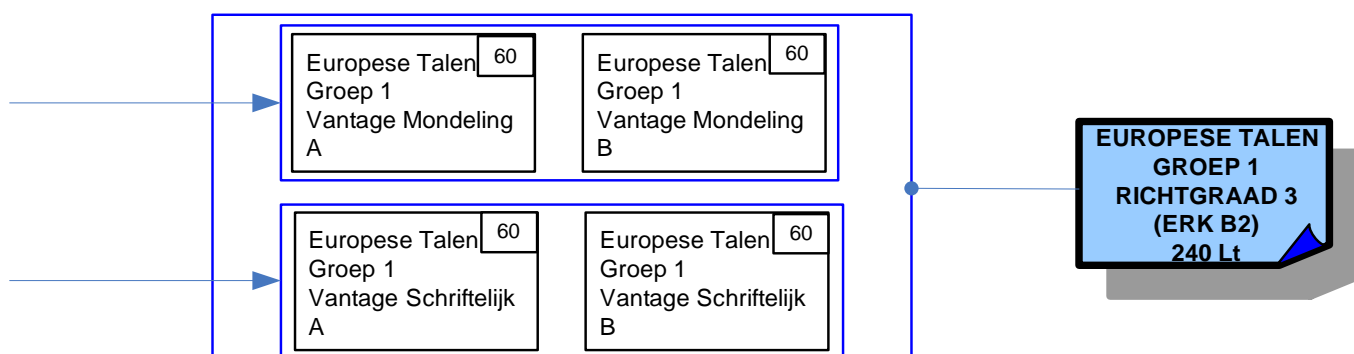 Europese Talen 60
Groep 1
Vantage Mondeling
A
Europese Talen 60
Groep 1
Vantage Mondeling
B
Europese Talen 60
Groep 1
Vantage Schriftelijk
A
Europese Talen 60
Groep 1
Vantage Schriftelijk
B
EUROPESE TALEN
GROEP 1
RICHTGRAAD 3
(ERK B2)
240 Lt